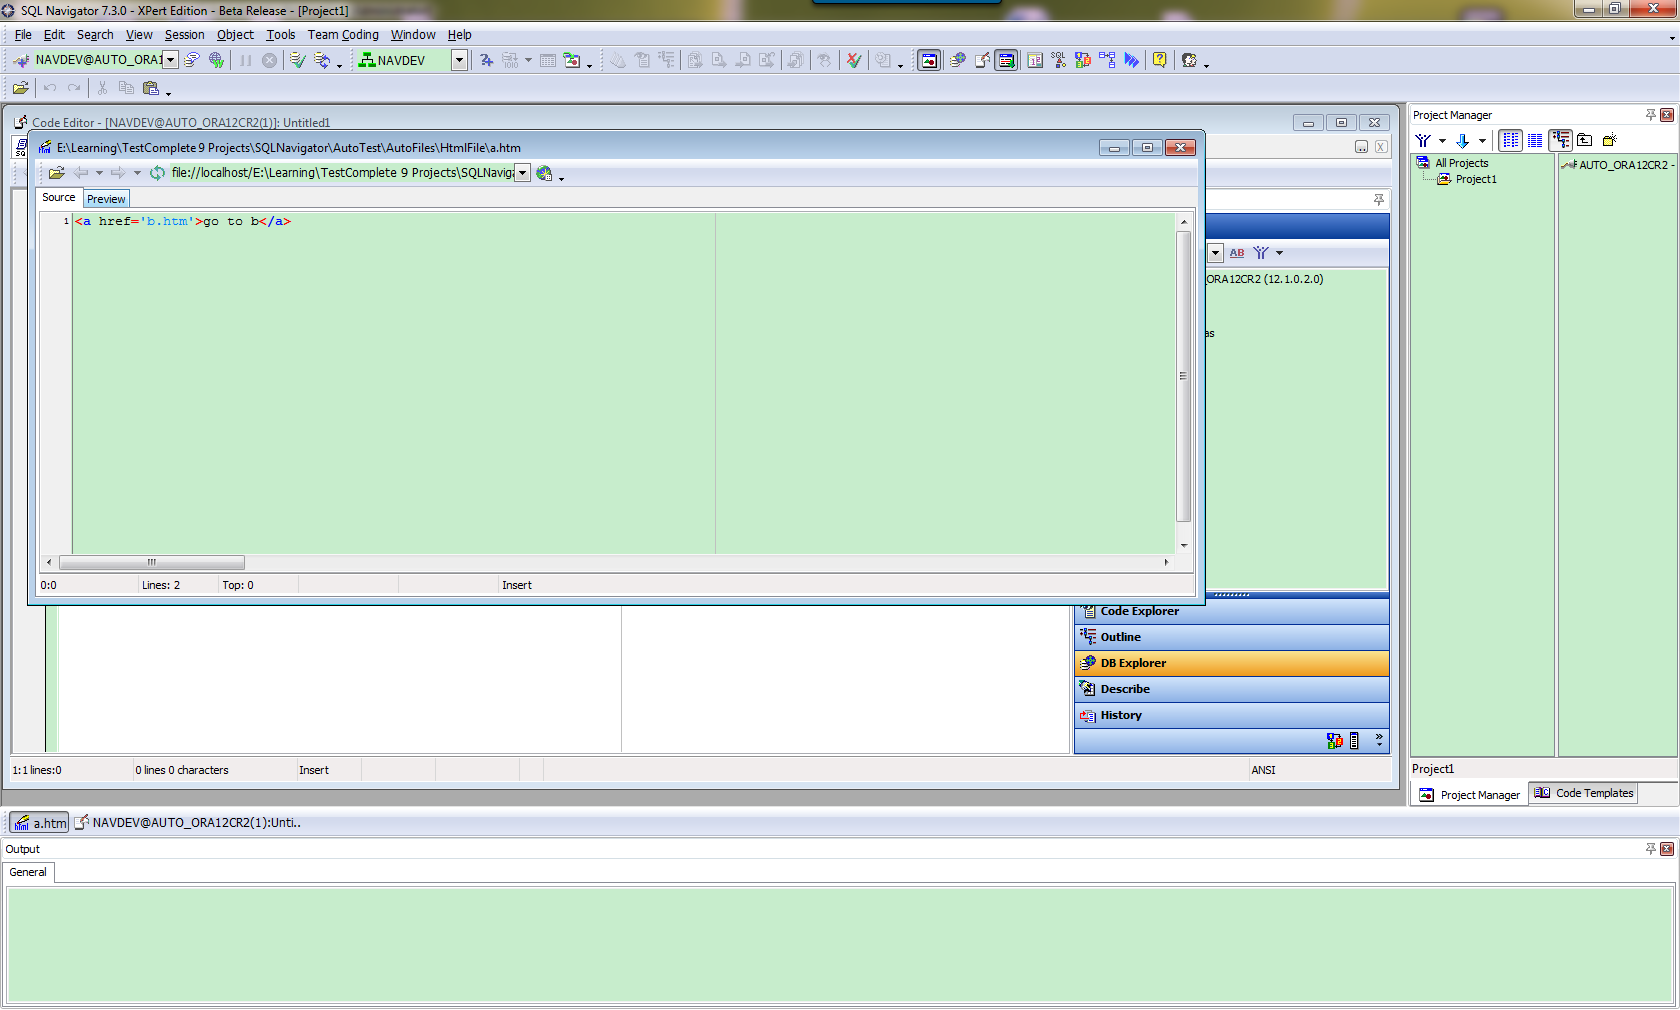 SQL Navigator 7.3.0 - XPert Edition - Beta Release - [Project1]
File Edit Search View Session Object Tools Team Coding Window Help
NAVDEV@AUTO_ORA1 NAVDEV
Code Editor - [NAVDEV@AUTO_ORA12CR2(1)]: Untitled1
E:\Learning\TestComplete 9 Projects\SQLNavigator\AutoTest\AutoFiles\HtmlFile\a.htm
file://localhost/E:\Learning\TestComplete 9 Projects\SQLNaviga
Source Preview
1 <a href='b.htm'>go to b</a>
0:0 Lines: 2 Top: 0 Insert
AB
_ORA12CR2 (12.1.0.2.0)
as
Code Explorer
Outline
DB Explorer
Describe
History
1:1 lines:0 0 lines 0 characters Insert ANSI
Project Manager
All Projects
Project1
AUTO_ORA12CR2 -
Project1
Project Manager Code Templates
a.htm NAVDEV@AUTO_ORA12CR2(1):Unti..
Output
General